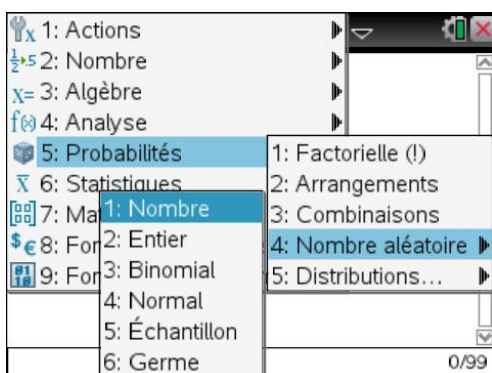 1: Actions
2: Nombre
3: Algèbre
4: Analyse
5: Probabilités
6: Statistiques
7: Ma
8: For
9: For
1: Factorielle (!)
2: Arrangements
3: Combinaisons
4: Nombre aléatoire
5: Distributions...
1: Nombre
2: Entier
3: Binomial
4: Normal
5: Échantillon
6: Germe
0/99